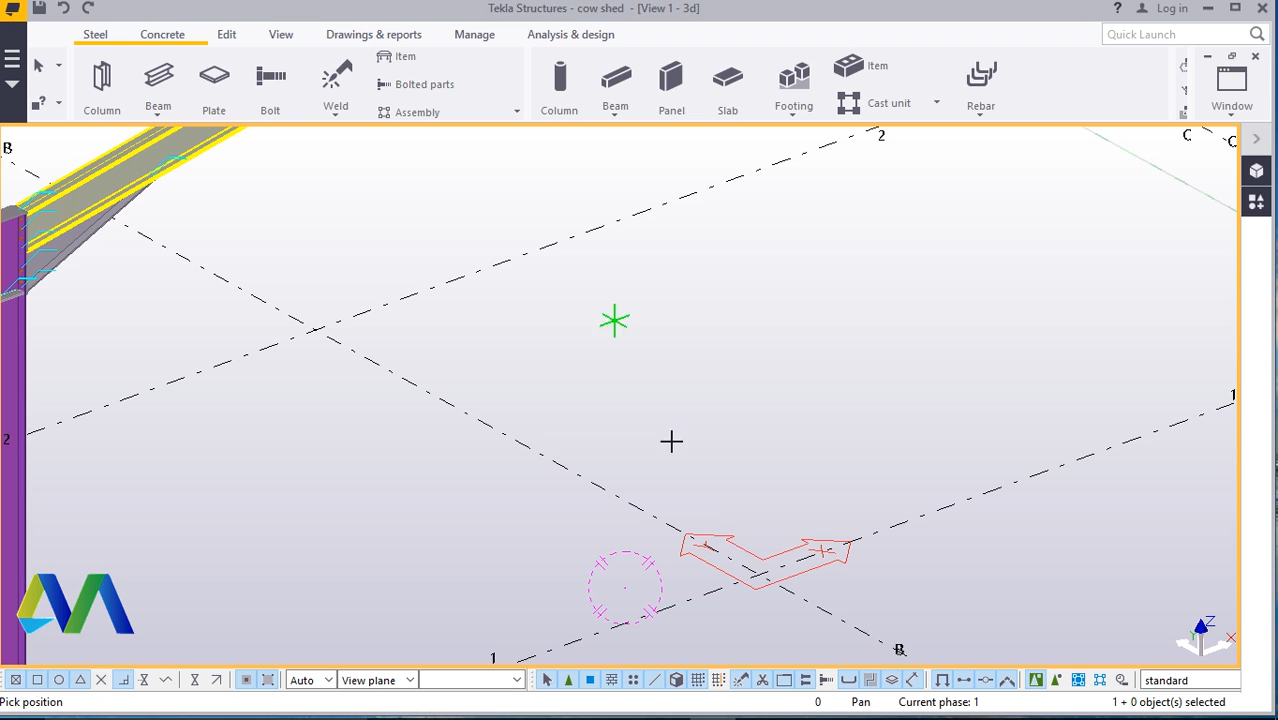 Tekla Structures - cow shed - [View 1 - 3d]
? Log in
Steel Concrete Edit View Drawings & reports Manage Analysis & design
Quick Launch
Column Beam Plate Bolt Weld
Item
Bolted parts
Assembly
Column Beam Panel Slab Footing
Item
Cast unit
Rebar
Window
B
2
C
C
2
1
1
B
Z
Auto View plane standard
Pick position 0 Pan Current phase: 1 1 + 0 object(s) selected